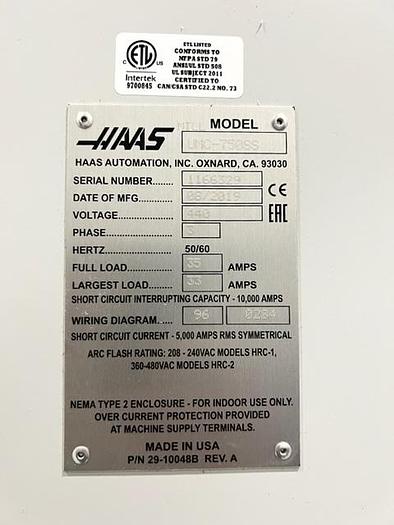 ETL LISTED
CONFORMS TO
NFPA STD 79
ANSI/UL STD 508
UL SUBJECT 2011
CERTIFIED TO
CAN/CSA STD C22.2 NO. 73
C ETL US
Intertek
9700845
HAAS
MODEL
UMC-750SS
HAAS AUTOMATION, INC. OXNARD, CA. 93030
SERIAL NUMBER.......... 1166329
DATE OF MFG............. 08/2019
VOLTAGE.................... 440
PHASE........................ 3
HERTZ 50/60
FULL LOAD................ 35 AMPS
LARGEST LOAD......... 33 AMPS
SHORT CIRCUIT INTERRUPTING CAPACITY - 10,000 AMPS
WIRING DIAGRAM. .... 96 0284
SHORT CIRCUIT CURRENT - 5,000 AMPS RMS SYMMETRICAL
ARC FLASH RATING: 208 - 240VAC MODELS HRC-1,
360-480VAC MODELS HRC-2
NEMA TYPE 2 ENCLOSURE - FOR INDOOR USE ONLY.
OVER CURRENT PROTECTION PROVIDED
AT MACHINE SUPPLY TERMINALS.
MADE IN USA
P/N 29-10048B REV. A
CE
EAC